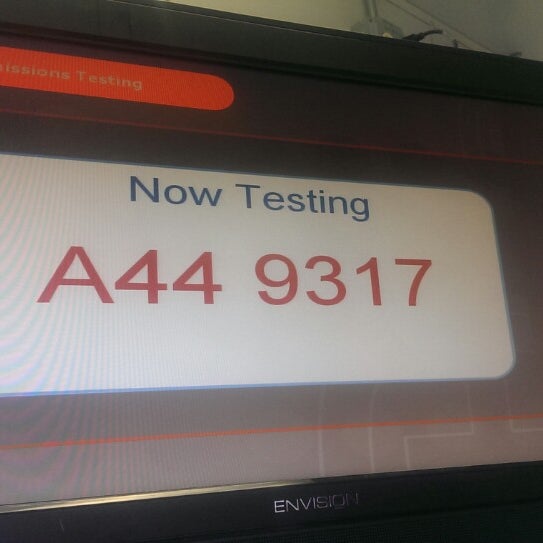 issions Testing
Now Testing
A44 9317
ENVISION